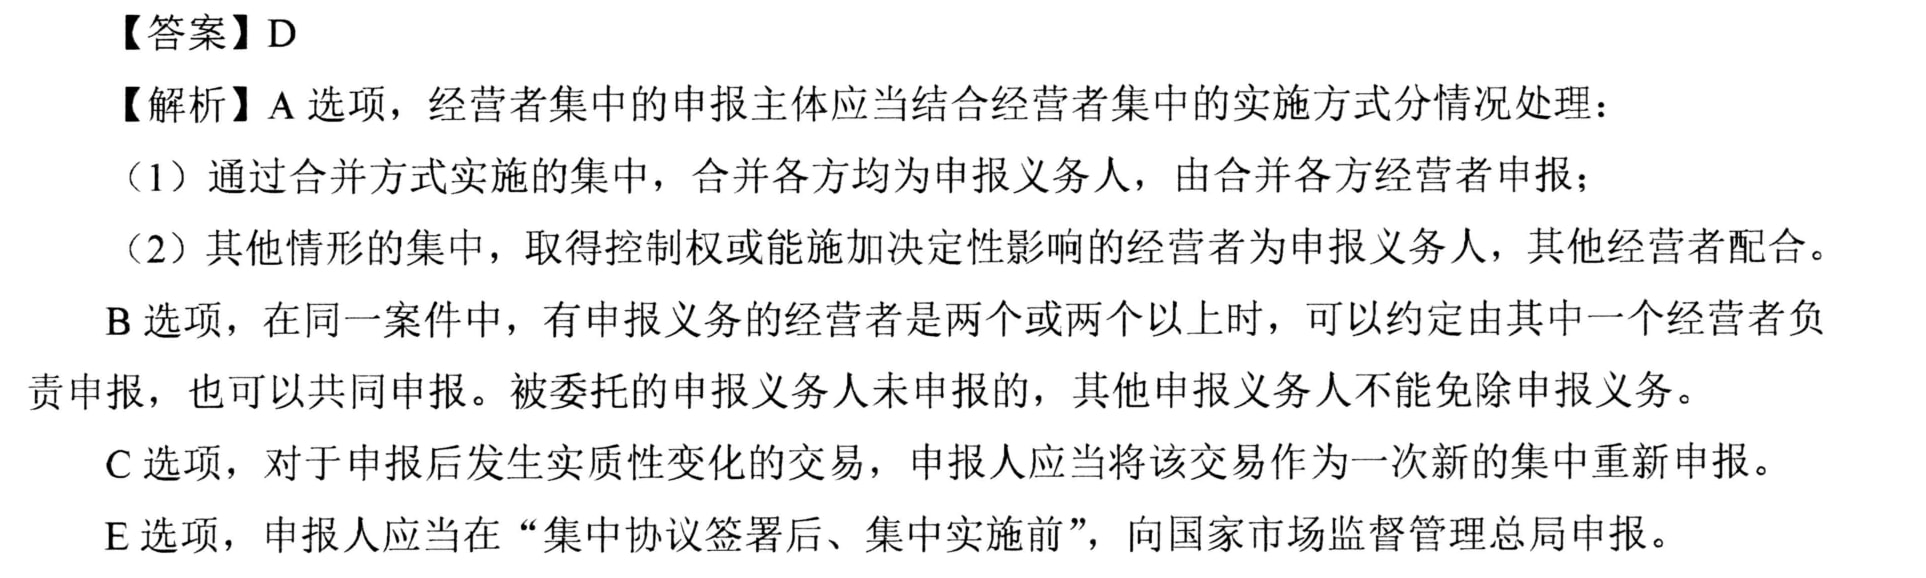 【答案】D
【解析】A 选项，经营者集中的申报主体应当结合经营者集中的实施方式分情况处理：
（1）通过合并方式实施的集中，合并各方均为申报义务人，由合并各方经营者申报；
（2）其他情形的集中，取得控制权或能施加决定性影响的经营者为申报义务人，其他经营者配合。
B 选项，在同一案件中，有申报义务的经营者是两个或两个以上时，可以约定由其中一个经营者负
责申报，也可以共同申报。被委托的申报义务人未申报的，其他申报义务人不能免除申报义务。
C 选项，对于申报后发生实质性变化的交易，申报人应当将该交易作为一次新的集中重新申报。
E 选项，申报人应当在“集中协议签署后、集中实施前”，向国家市场监督管理总局申报。